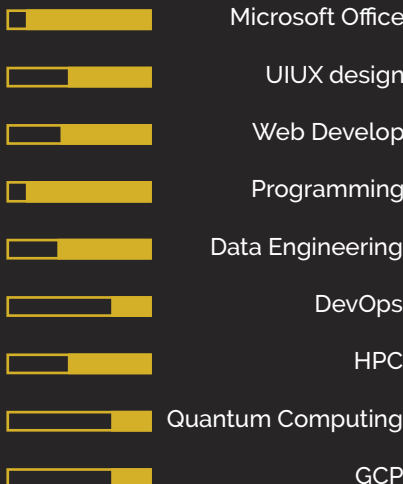 Microsoft Office
UIUX design
Web Develop
Programming
Data Engineering
DevOps
HPC
Quantum Computing
GCP